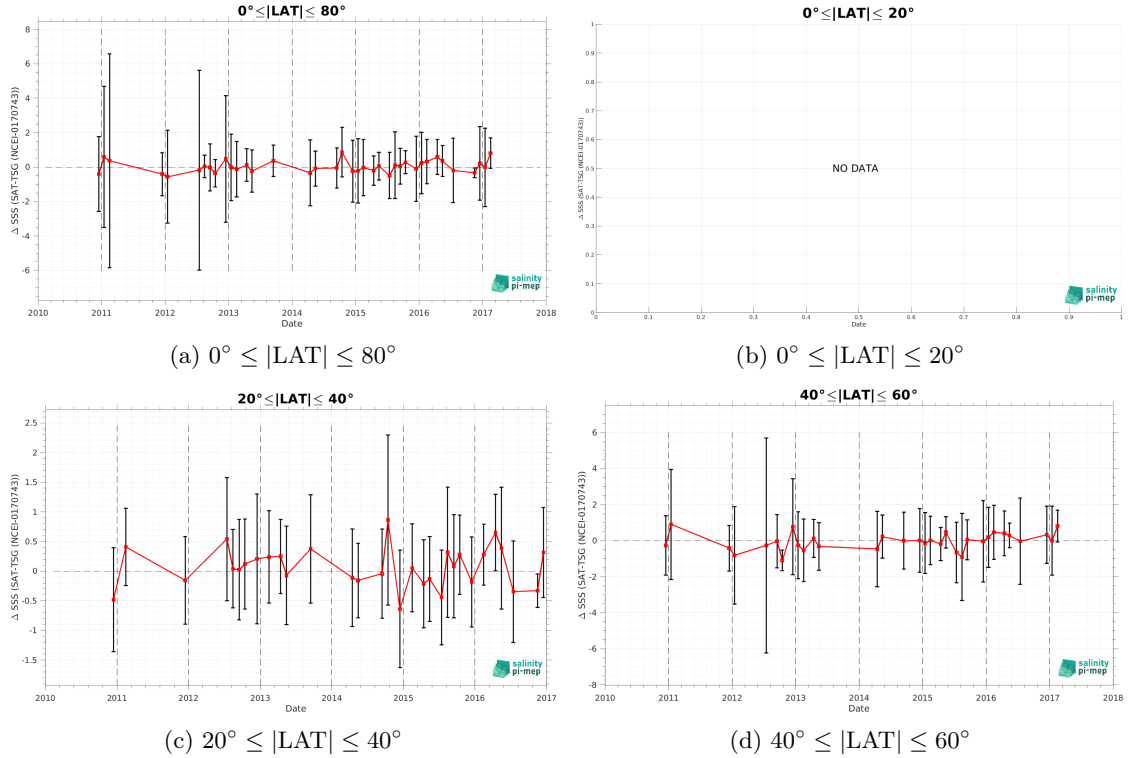 0°≤|LAT|≤ 80°
8
6
4
2
0
-2
-4
-6
Δ SSS (SAT-TSG (NCEI-0170743))
2010 2011 2012 2013 2014 2015 2016 2017 2018
Date
salinity
pi-mep
(a) 0° ≤ |LAT| ≤ 80°
0°≤|LAT|≤ 20°
1
0.9
0.8
0.7
0.6
0.5
0.4
0.3
0.2
0.1
0
Δ SSS (SAT-TSG (NCEI-0170743))
NO DATA
0 0.1 0.2 0.3 0.4 0.5 0.6 0.7 0.8 0.9 1
Date
salinity
pi-mep
(b) 0° ≤ |LAT| ≤ 20°
20°≤|LAT|≤ 40°
2.5
2
1.5
1
0.5
0
-0.5
-1
-1.5
Δ SSS (SAT-TSG (NCEI-0170743))
2010 2011 2012 2013 2014 2015 2016 2017
Date
salinity
pi-mep
(c) 20° ≤ |LAT| ≤ 40°
40°≤|LAT|≤ 60°
6
4
2
0
-2
-4
-6
-8
Δ SSS (SAT-TSG (NCEI-0170743))
2010 2011 2012 2013 2014 2015 2016 2017 2018
Date
salinity
pi-mep
(d) 40° ≤ |LAT| ≤ 60°